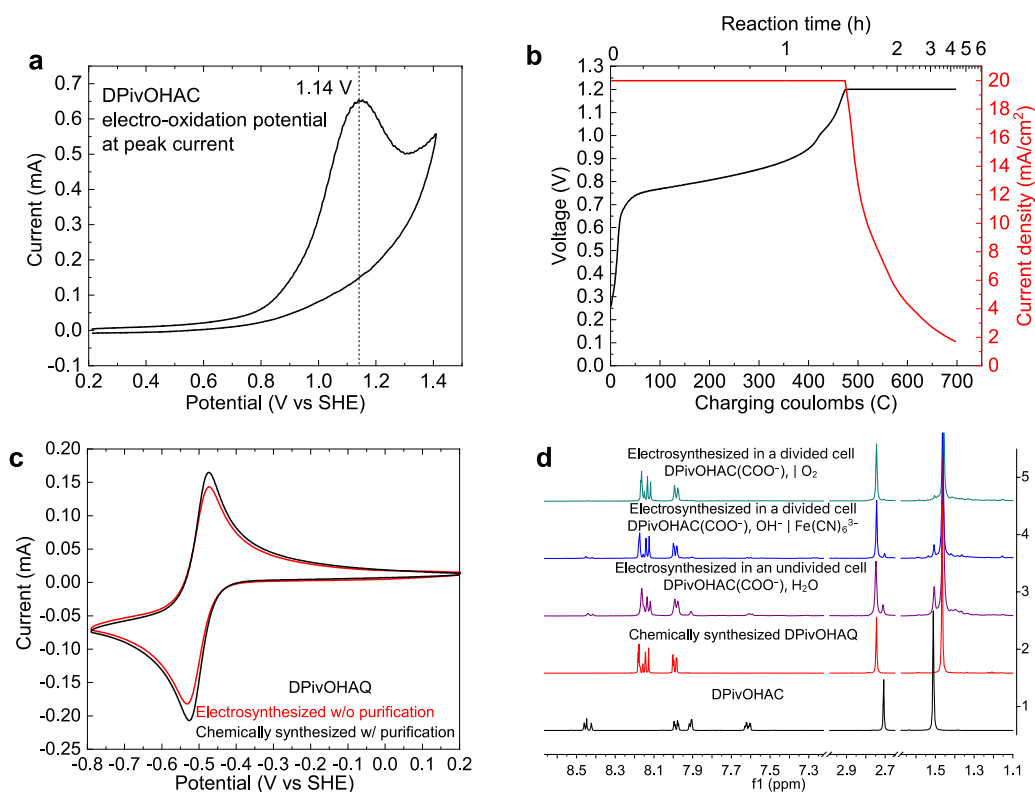 a
DPivOHAC
electro-oxidation potential
at peak current
1.14 V
0.7
0.6
0.5
0.4
0.3
0.2
0.1
0.0
-0.1
Current (mA)
0.2 0.4 0.6 0.8 1.0 1.2 1.4
Potential (V vs SHE)
b
Reaction time (h)
0 1 2 3 4 5 6
1.3
1.2
1.1
1.0
0.9
0.8
0.7
0.6
0.5
0.4
0.3
0.2
0.1
0.0
Voltage (V)
20
18
16
14
12
10
8
6
4
2
0
Current density (mA/cm²)
0 100 200 300 400 500 600 700
Charging coulombs (C)
c
0.20
0.15
0.10
0.05
0.00
-0.05
-0.10
-0.15
-0.20
-0.25
Current (mA)
DPivOHAQ
Electrosynthesized w/o purification
Chemically synthesized w/ purification
-0.8 -0.7 -0.6 -0.5 -0.4 -0.3 -0.2 -0.1 0.0 0.1 0.2
Potential (V vs SHE)
d
Electrosynthesized in a divided cell
DPivOHAC(COO⁻), | O₂
5
Electrosynthesized in a divided cell
DPivOHAC(COO⁻), OH⁻ | Fe(CN)₆³⁻
4
Electrosynthesized in an undivided cell
DPivOHAC(COO⁻), H₂O
3
Chemically synthesized DPivOHAQ
2
DPivOHAC
1
8.5 8.3 8.1 7.9 7.7 7.5 7.3 2.9 2.7 1.5 1.3 1.1
f1 (ppm)